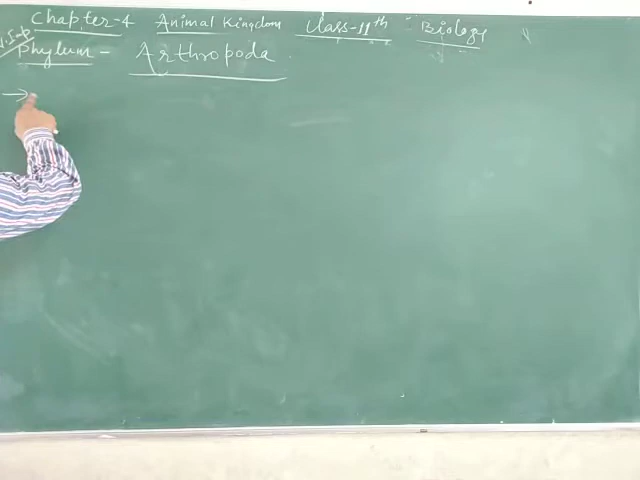 Chapter-4 Animal Kingdom Class-11th Biology
Phylum - Arthropoda
→